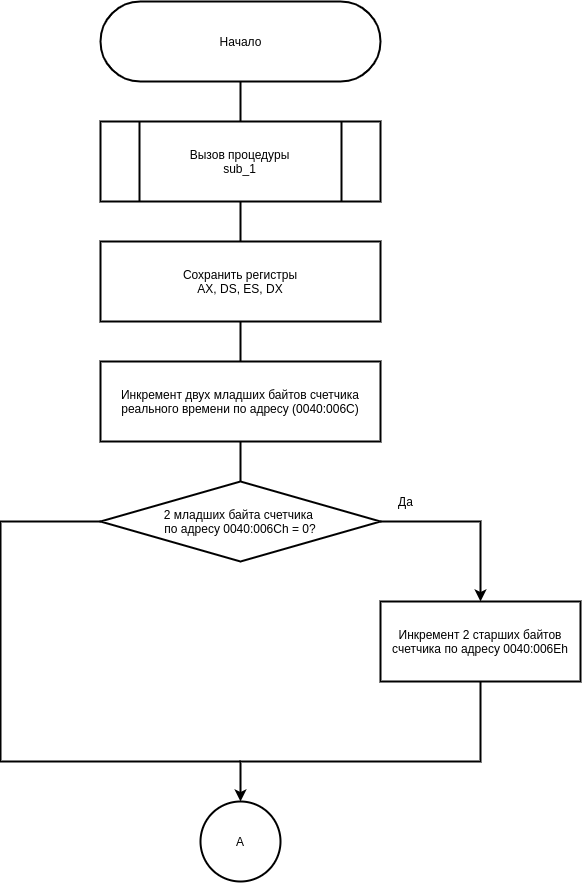 Начало
Вызов процедуры
sub_1
Сохранить регистры
AX, DS, ES, DX
Инкремент двух младших байтов счетчика
реального времени по адресу (0040:006C)
2 младших байта счетчика
по адресу 0040:006Ch = 0?
Да
Инкремент 2 старших байтов
счетчика по адресу 0040:006Eh
A